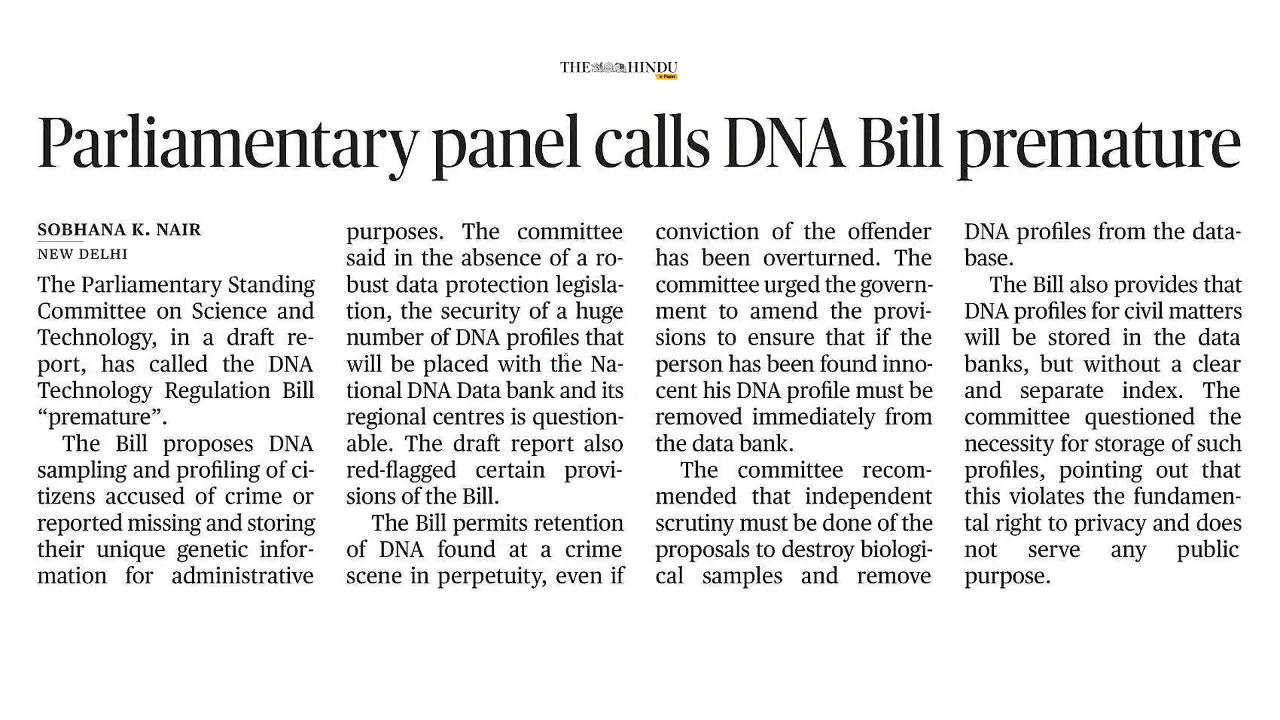 THE HINDU
e-Paper
Parliamentary panel calls DNA Bill premature
SOBHANA K. NAIR
NEW DELHI
The Parliamentary Standing
Committee on Science and
Technology, in a draft re-
port, has called the DNA
Technology Regulation Bill
“premature”.
The Bill proposes DNA
sampling and profiling of ci-
tizens accused of crime or
reported missing and storing
their unique genetic infor-
mation for administrative
purposes. The committee
said in the absence of a ro-
bust data protection legisla-
tion, the security of a huge
number of DNA profiles that
will be placed with the Na-
tional DNA Data bank and its
regional centres is question-
able. The draft report also
red-flagged certain provi-
sions of the Bill.
The Bill permits retention
of DNA found at a crime
scene in perpetuity, even if
conviction of the offender
has been overturned. The
committee urged the govern-
ment to amend the provi-
sions to ensure that if the
person has been found inno-
cent his DNA profile must be
removed immediately from
the data bank.
The committee recom-
mended that independent
scrutiny must be done of the
proposals to destroy biologi-
cal samples and remove
DNA profiles from the data-
base.
The Bill also provides that
DNA profiles for civil matters
will be stored in the data
banks, but without a clear
and separate index. The
committee questioned the
necessity for storage of such
profiles, pointing out that
this violates the fundamen-
tal right to privacy and does
not serve any public
purpose.